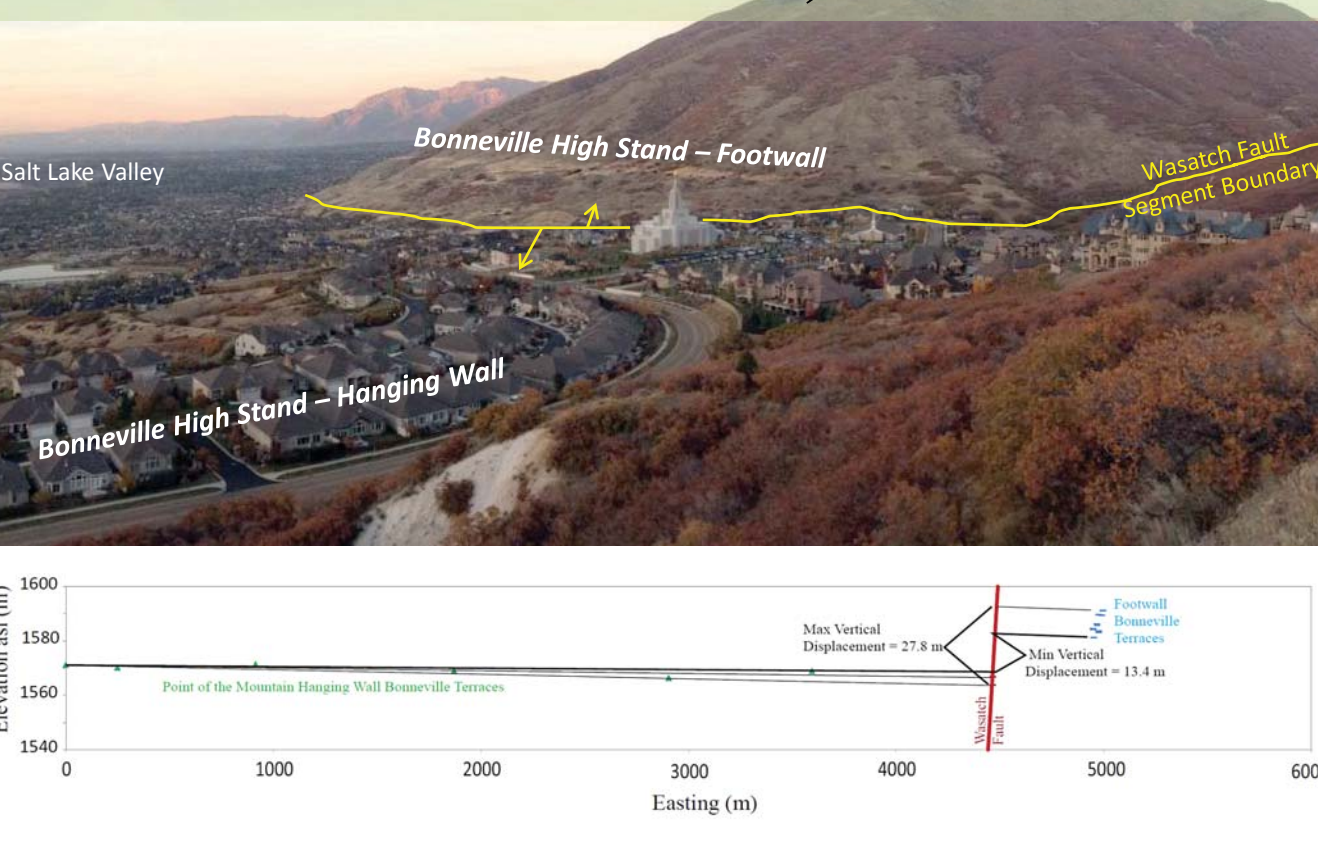 Bonneville High Stand – Footwall
Salt Lake Valley
Wasatch Fault
Segment Boundary
Bonneville High Stand – Hanging Wall
1600
1580
1560
1540
Max Vertical
Displacement = 27.8 m
Footwall
Bonneville
Terraces
Min Vertical
Displacement = 13.4 m
Point of the Mountain Hanging Wall Bonneville Terraces
Wasatch
Fault
0
1000
2000
3000
4000
5000
Easting (m)